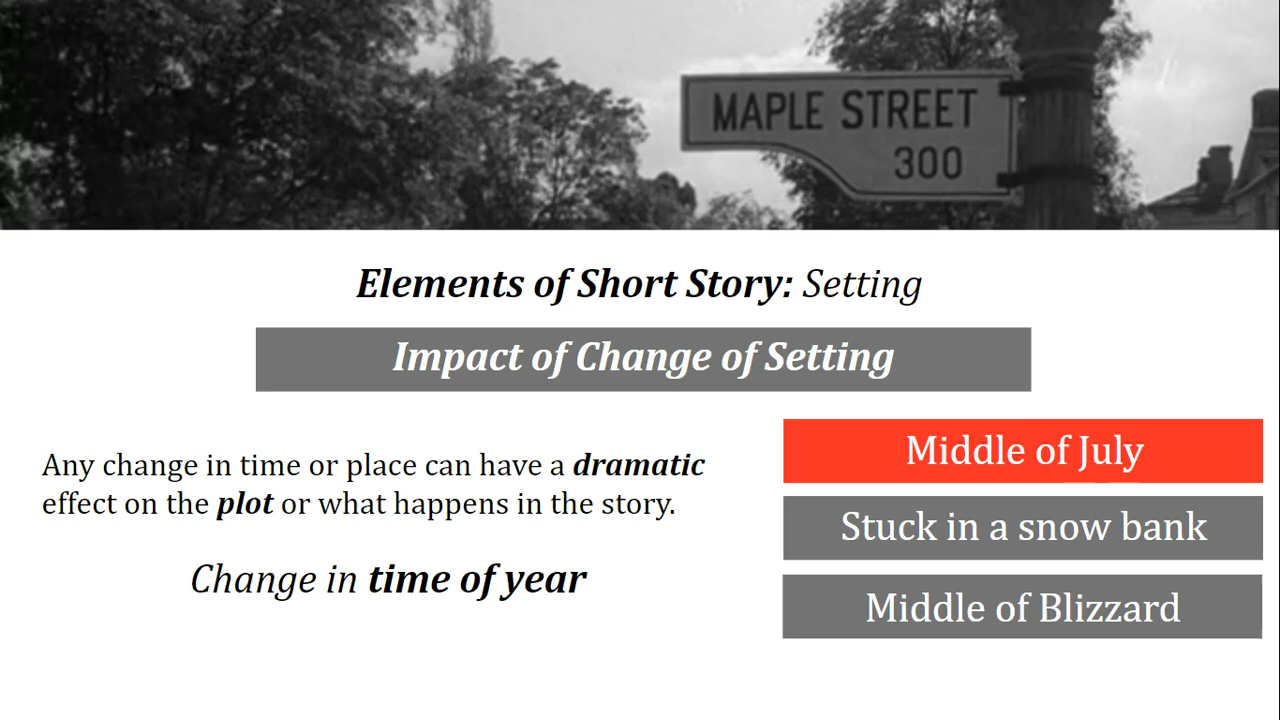 MAPLE STREET
300
Elements of Short Story: Setting
Impact of Change of Setting
Any change in time or place can have a dramatic
effect on the plot or what happens in the story.
Change in time of year
Middle of July
Stuck in a snow bank
Middle of Blizzard